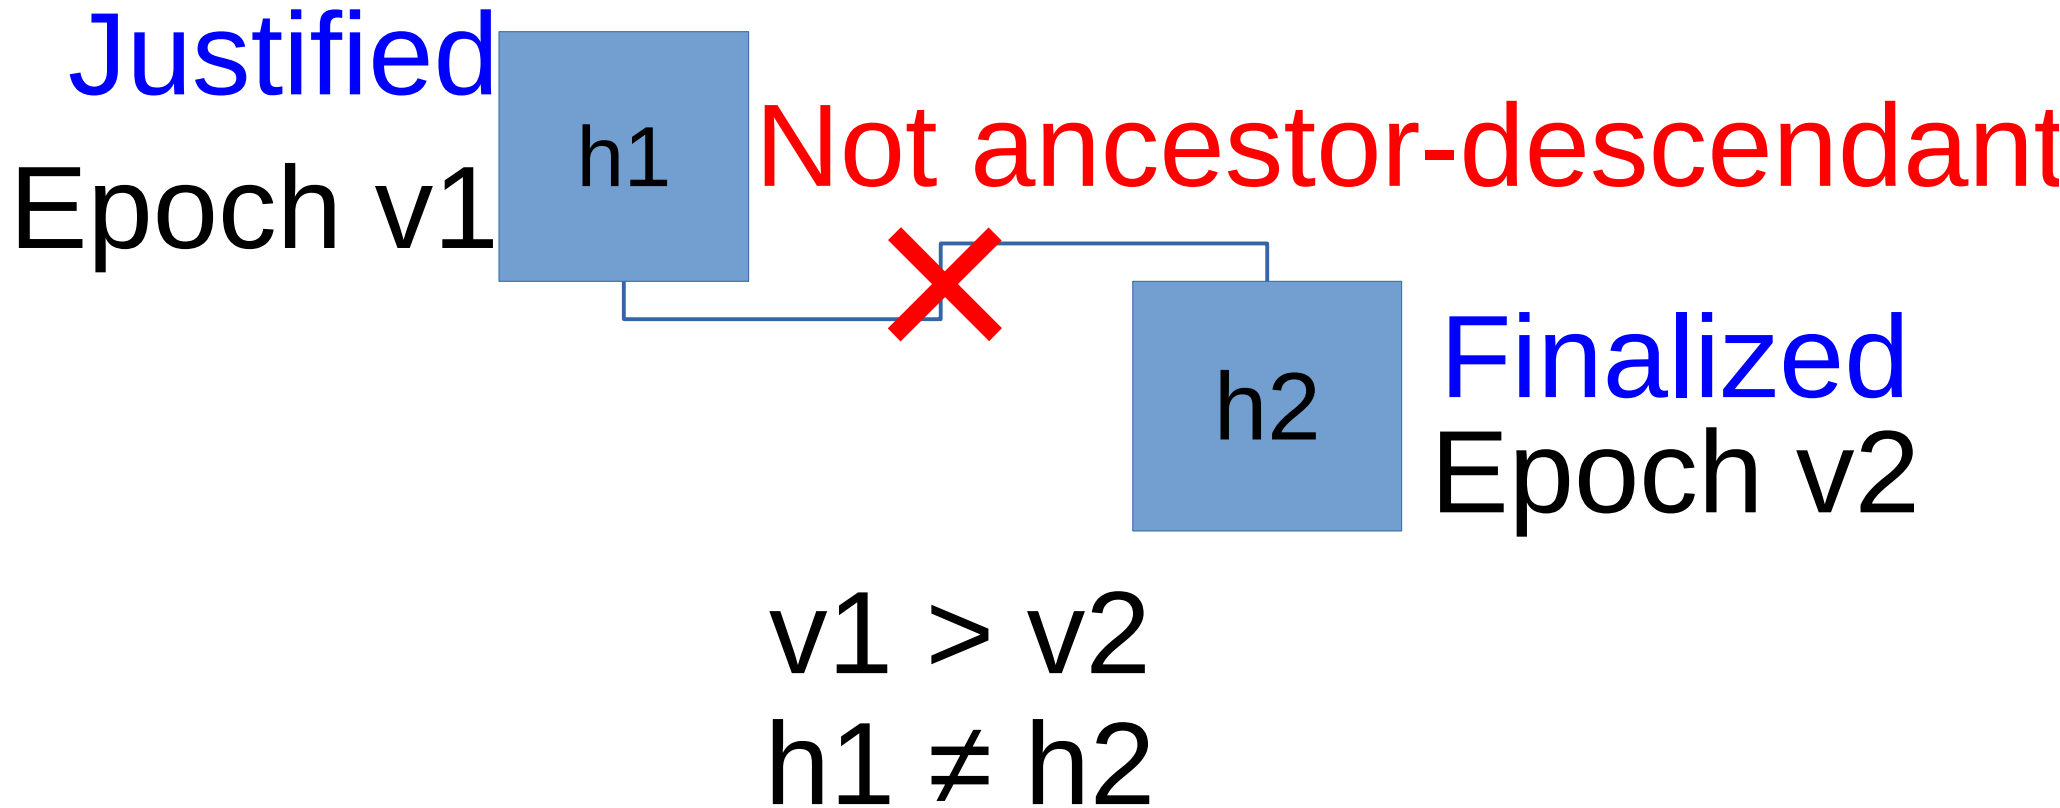 Justified
Epoch v1
h1
Not ancestor-descendant
h2
Finalized
Epoch v2
v1 > v2
h1 ≠ h2